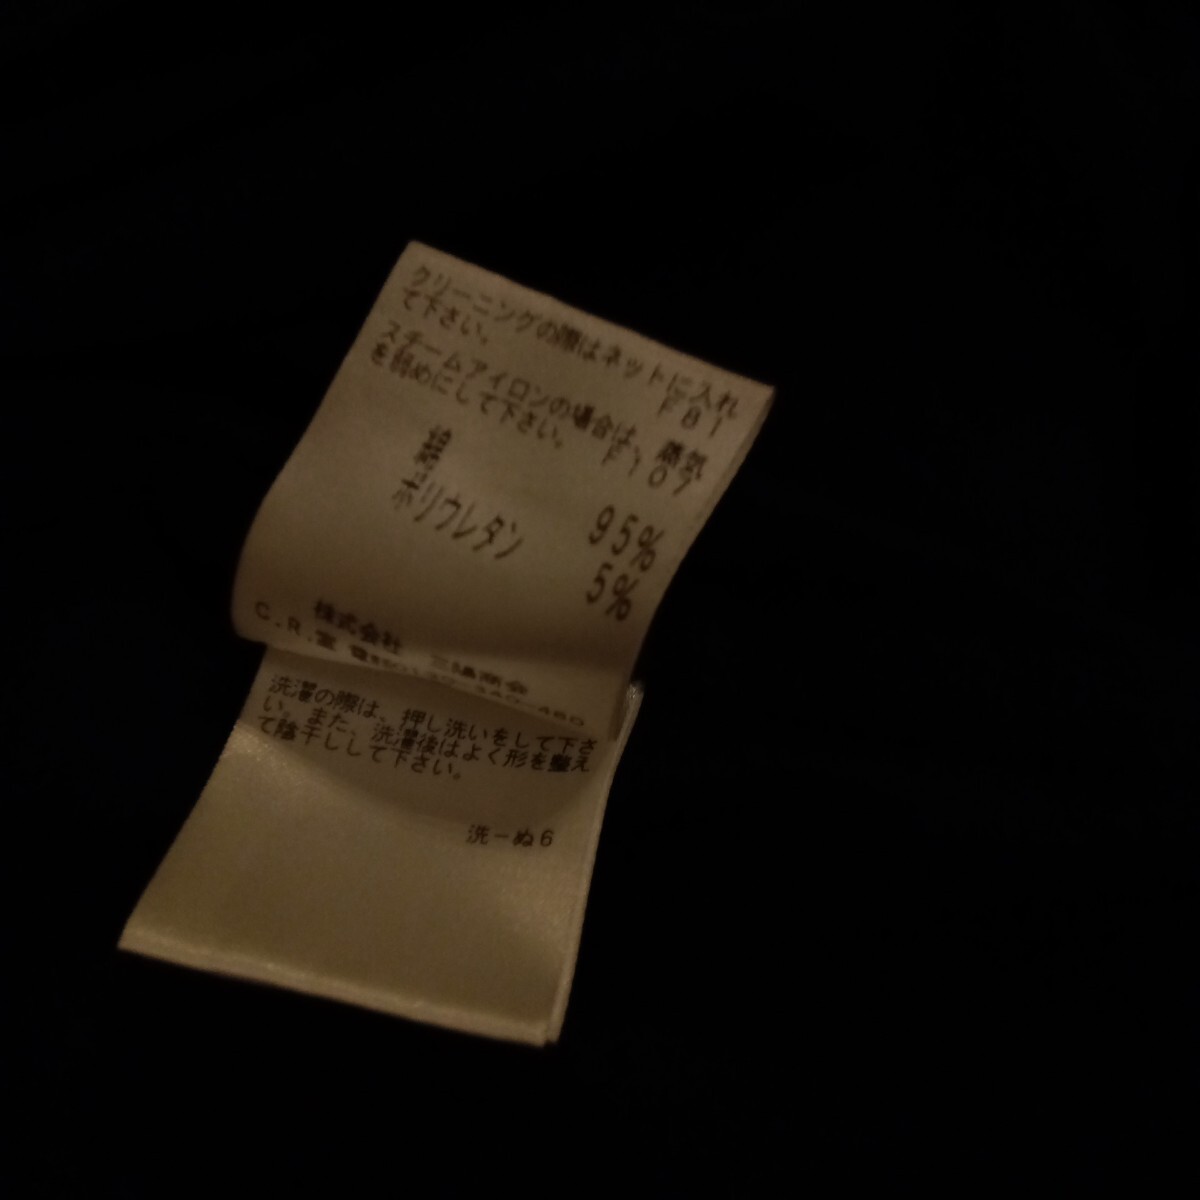 クリーニングの際はネットに入れ
て下さい。
F81
スチームアイロンの場合は、蒸気
を弱めにして下さい。
F107
95%
ポリウレタン
5%
株式会社 三陽商会
C.R.室
洗濯の際は、押し洗いをして下さ
い。また、洗濯後はよく形を整え
て陰干しして下さい。
洗-ぬ6